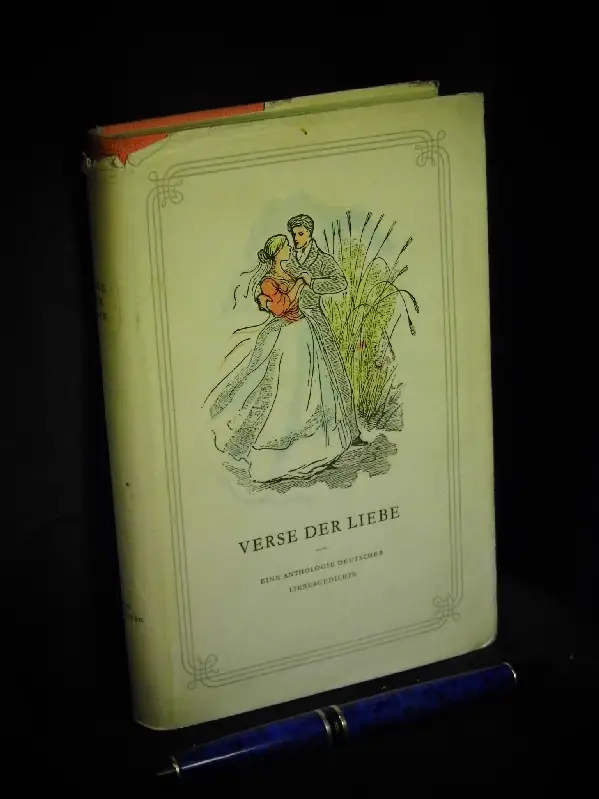 VERSE DER LIEBE
EINE ANTHOLOGIE DEUTSCHER
LIEBESGEDICHTE